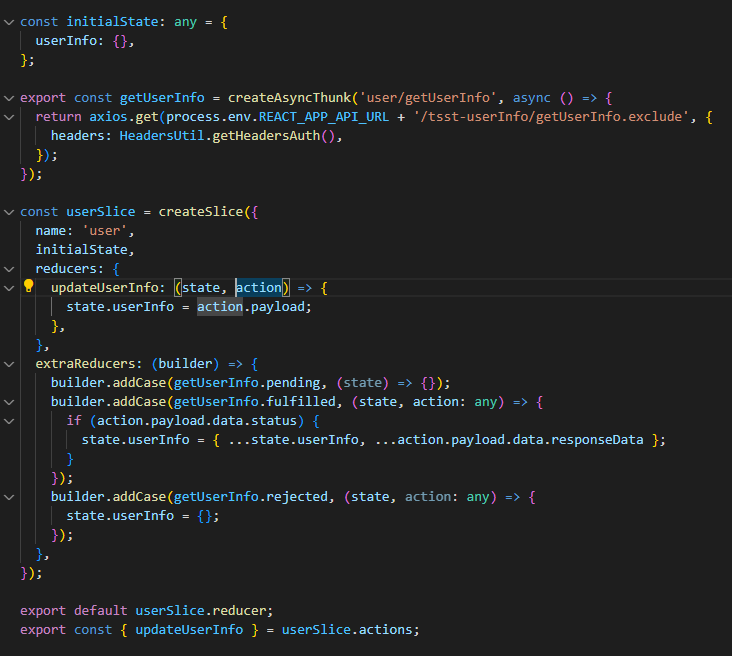 const initialState: any = {
  userInfo: {},
};

export const getUserInfo = createAsyncThunk('user/getUserInfo', async () => {
  return axios.get(process.env.REACT_APP_API_URL + '/tsst-userInfo/getUserInfo.exclude', {
    headers: HeadersUtil.getHeadersAuth(),
  });
});

const userSlice = createSlice({
  name: 'user',
  initialState,
  reducers: {
    updateUserInfo: (state, action) => {
      state.userInfo = action.payload;
    },
  },
  extraReducers: (builder) => {
    builder.addCase(getUserInfo.pending, (state) => {});
    builder.addCase(getUserInfo.fulfilled, (state, action: any) => {
      if (action.payload.data.status) {
        state.userInfo = { ...state.userInfo, ...action.payload.data.responseData };
      }
    });
    builder.addCase(getUserInfo.rejected, (state, action: any) => {
      state.userInfo = {};
    });
  },
});

export default userSlice.reducer;
export const { updateUserInfo } = userSlice.actions;